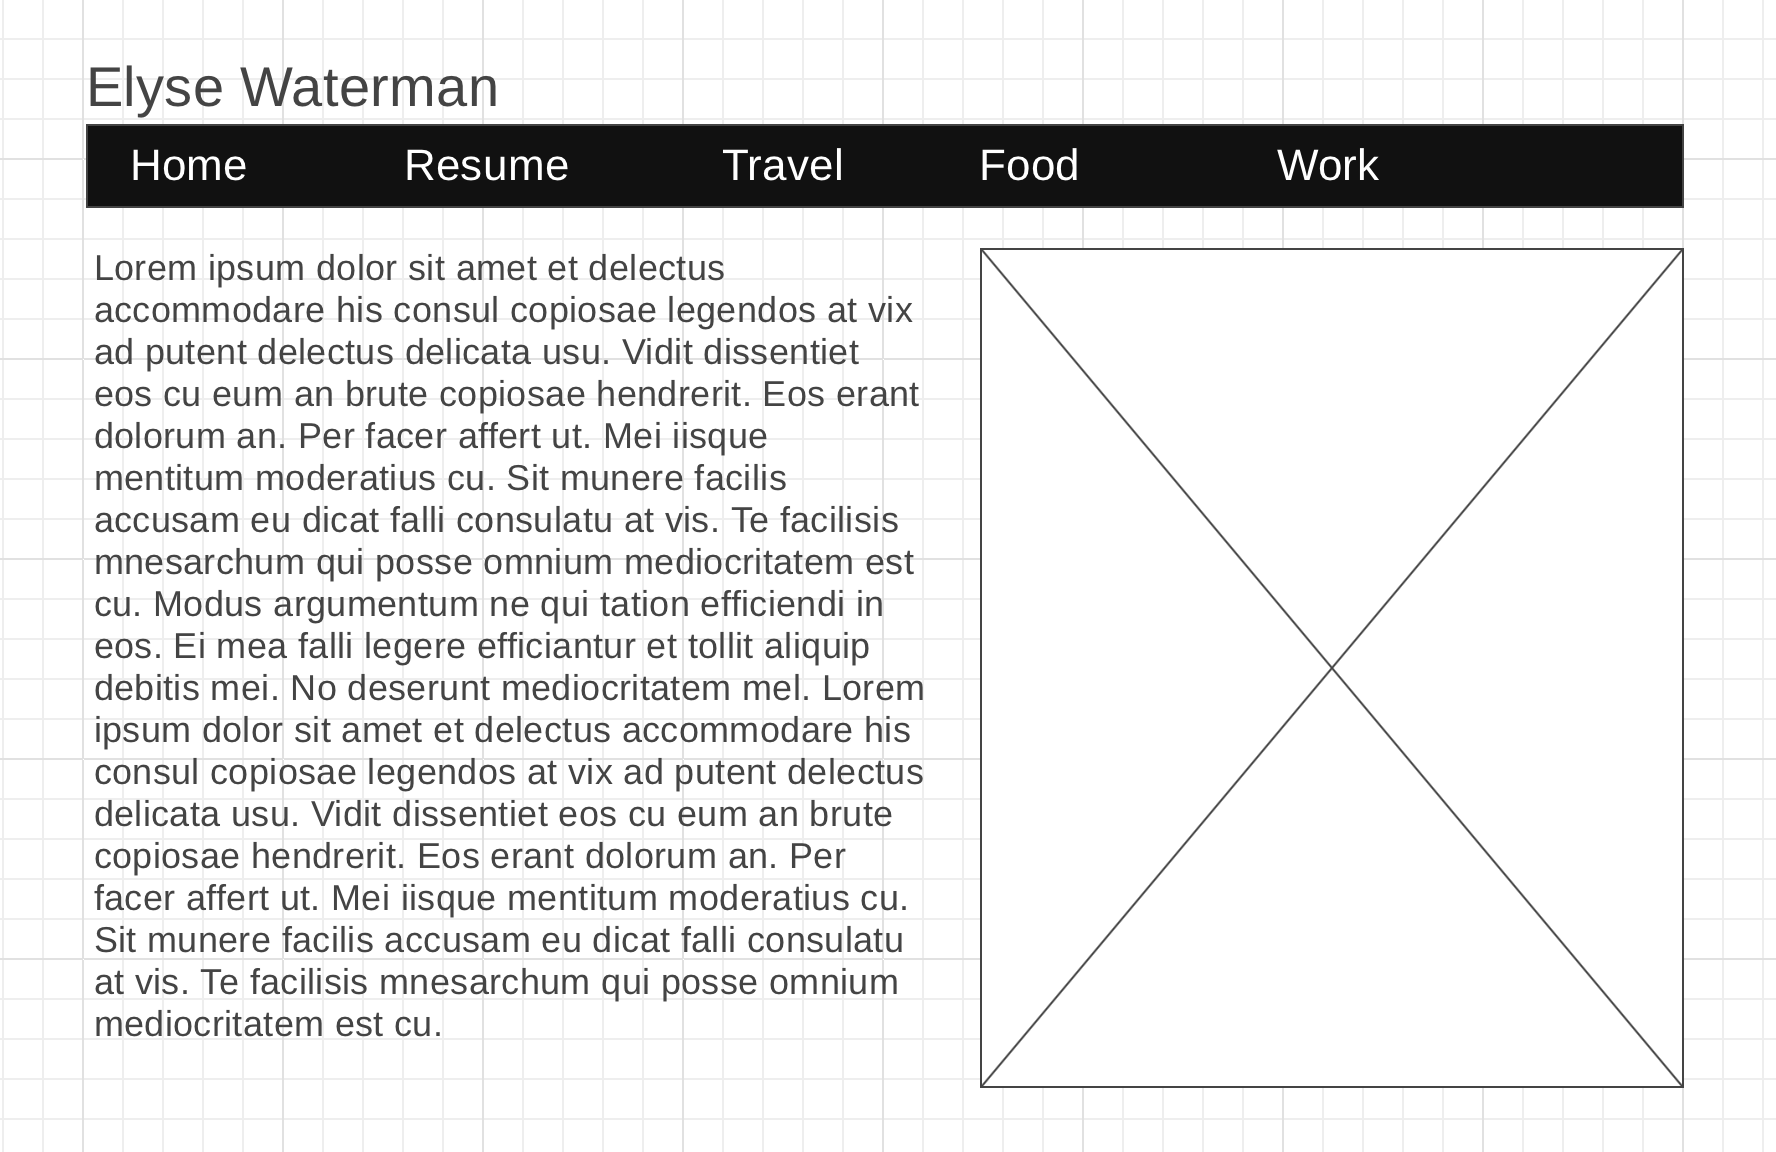 Elyse Waterman
Home Resume Travel Food Work
Lorem ipsum dolor sit amet et delectus
accommodare his consul copiosae legendos at vix
ad putent delectus delicata usu. Vidit dissentiet
eos cu eum an brute copiosae hendrerit. Eos erant
dolorum an. Per facer affert ut. Mei iisque
mentitum moderatius cu. Sit munere facilis
accusam eu dicat falli consulatu at vis. Te facilisis
mnesarchum qui posse omnium mediocritatem est
cu. Modus argumentum ne qui tation efficiendi in
eos. Ei mea falli legere efficiantur et tollit aliquip
debitis mei. No deserunt mediocritatem mel. Lorem
ipsum dolor sit amet et delectus accommodare his
consul copiosae legendos at vix ad putent delectus
delicata usu. Vidit dissentiet eos cu eum an brute
copiosae hendrerit. Eos erant dolorum an. Per
facer affert ut. Mei iisque mentitum moderatius cu.
Sit munere facilis accusam eu dicat falli consulatu
at vis. Te facilisis mnesarchum qui posse omnium
mediocritatem est cu.